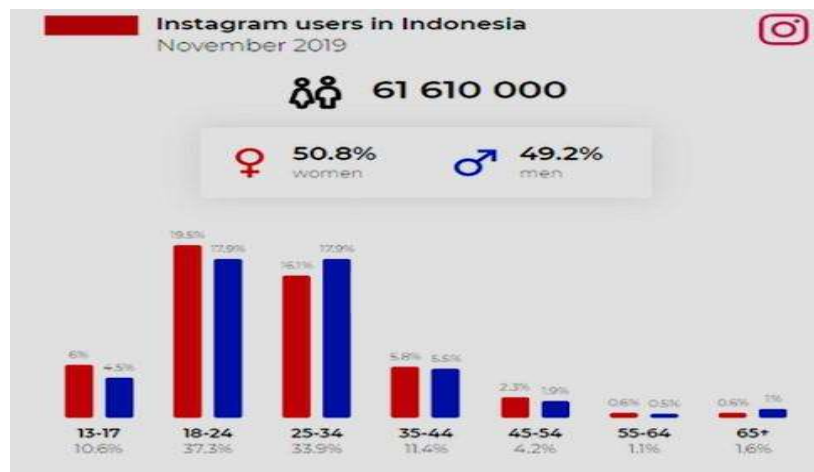 Instagram users in Indonesia
November 2019
61 610 000
50.8% 49.2%
women men
19.5% 17.9% 16.1% 17.9%
6% 4.5% 5.8% 5.5% 2.3% 1.9% 0.6% 0.5% 0.6% 1%
13-17 18-24 25-34 35-44 45-54 55-64 65+
10.6% 37.3% 33.9% 11.4% 4.2% 1.1% 1.6%